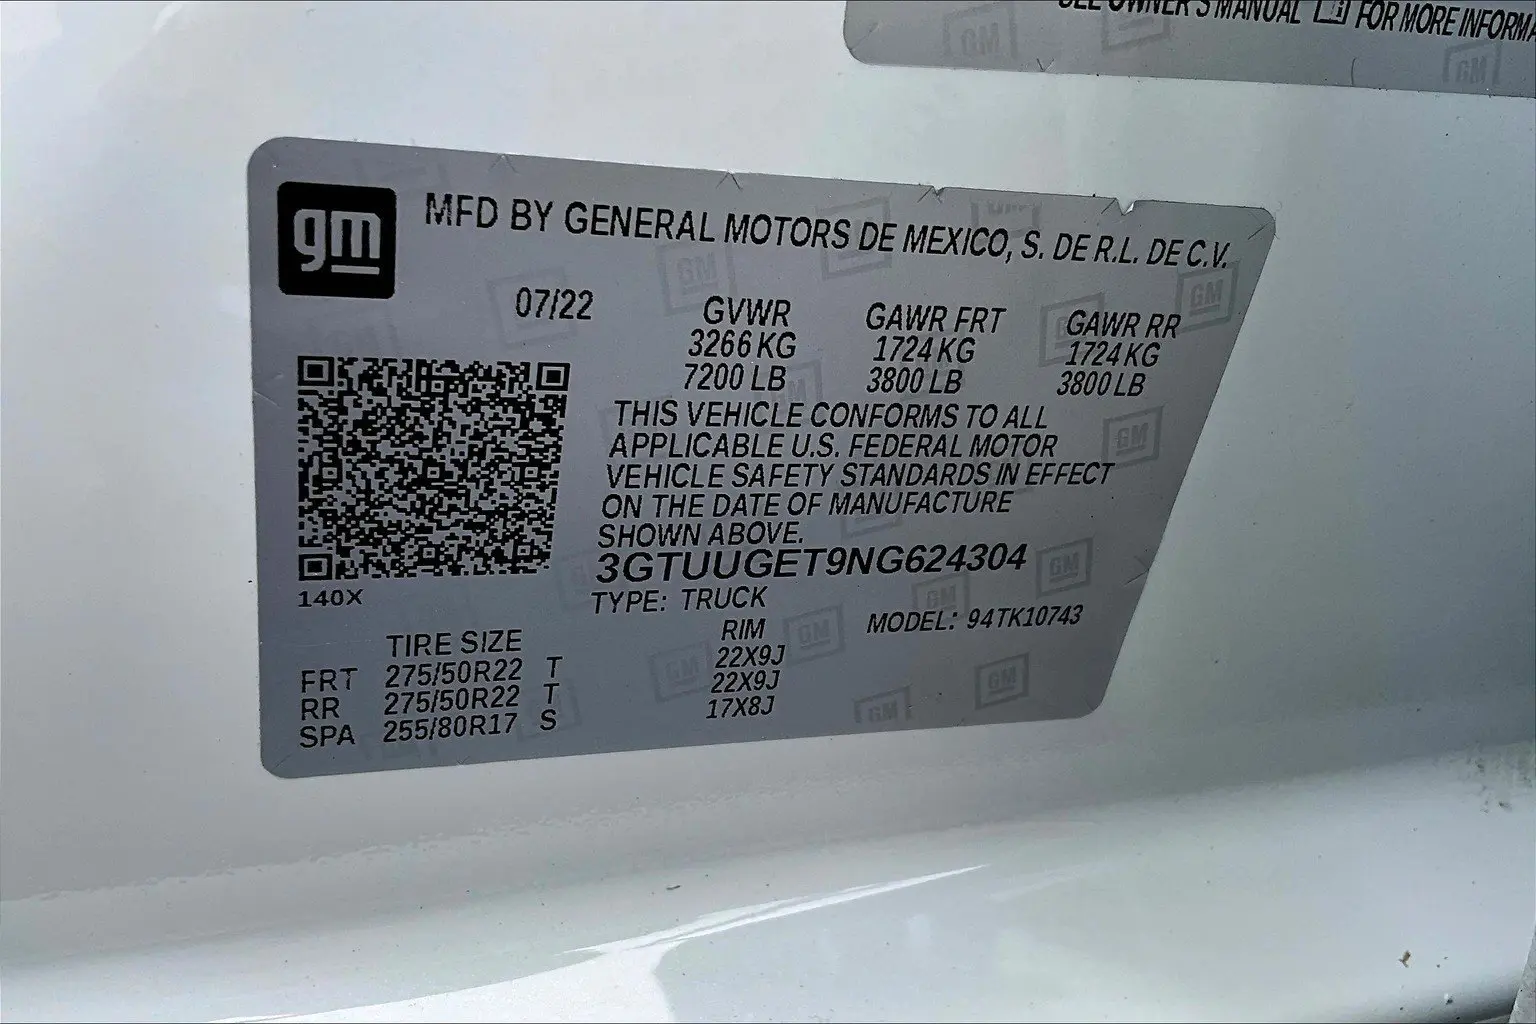 SEE OWNER'S MANUAL FOR MORE
gm
MFD BY GENERAL MOTORS DE MEXICO, S. DE R.L. DE C.V.
07/22 GVWR GAWR FRT GAWR RR
3266 KG 1724 KG 1724 KG
7200 LB 3800 LB 3800 LB
THIS VEHICLE CONFORMS TO ALL
APPLICABLE U.S. FEDERAL MOTOR
VEHICLE SAFETY STANDARDS IN EFFECT
ON THE DATE OF MANUFACTURE
SHOWN ABOVE.
3GTUUGET9NG624304
140X
TYPE: TRUCK MODEL: 94TK10743
TIRE SIZE RIM
FRT 275/50R22 T 22X9J
RR 275/50R22 T 22X9J
SPA 255/80R17 S 17X8J